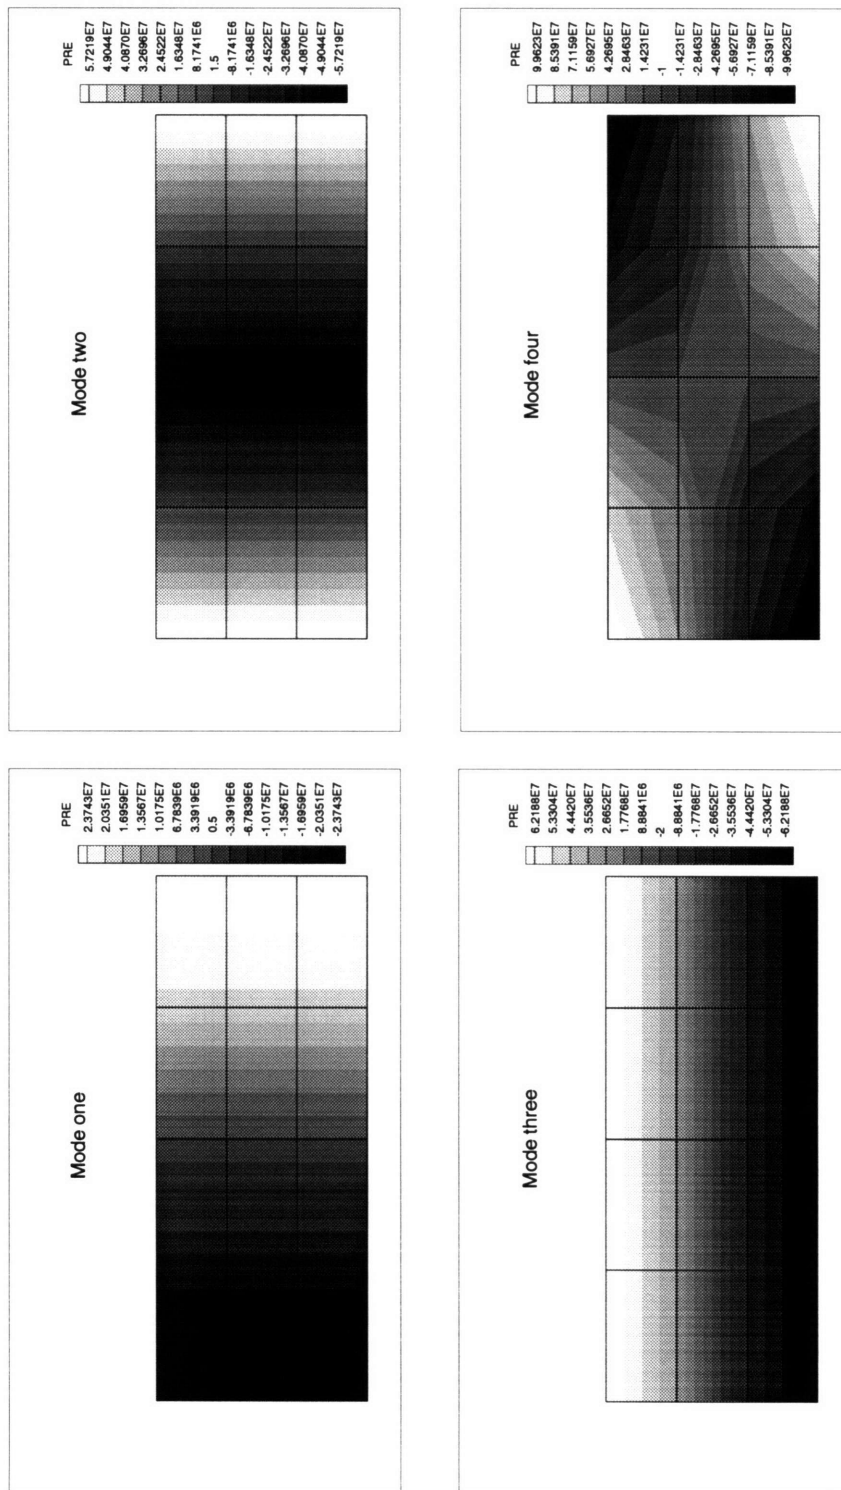 Mode one
PRE
2.3743E7
2.0351E7
1.6959E7
1.3567E7
1.0175E7
6.7839E6
3.3919E6
0.5
-3.3919E6
-6.7839E6
-1.0175E7
-1.3567E7
-1.6959E7
-2.0351E7
-2.3743E7
Mode two
PRE
5.7219E7
4.9044E7
4.0870E7
3.2696E7
2.4522E7
1.6348E7
8.1741E6
1.5
-8.1741E6
-1.6348E7
-2.4522E7
-3.2696E7
-4.0870E7
-4.9044E7
-5.7219E7
Mode three
PRE
6.2188E7
5.3304E7
4.4420E7
3.5536E7
2.6652E7
1.7768E7
8.8841E6
-2
-8.8841E6
-1.7768E7
-2.6652E7
-3.5536E7
-4.4420E7
-5.3304E7
-6.2188E7
Mode four
PRE
9.9623E7
8.5391E7
7.1159E7
5.6927E7
4.2695E7
2.8463E7
1.4231E7
-1
-1.4231E7
-2.8463E7
-4.2695E7
-5.6927E7
-7.1159E7
-8.5391E7
-9.9623E7